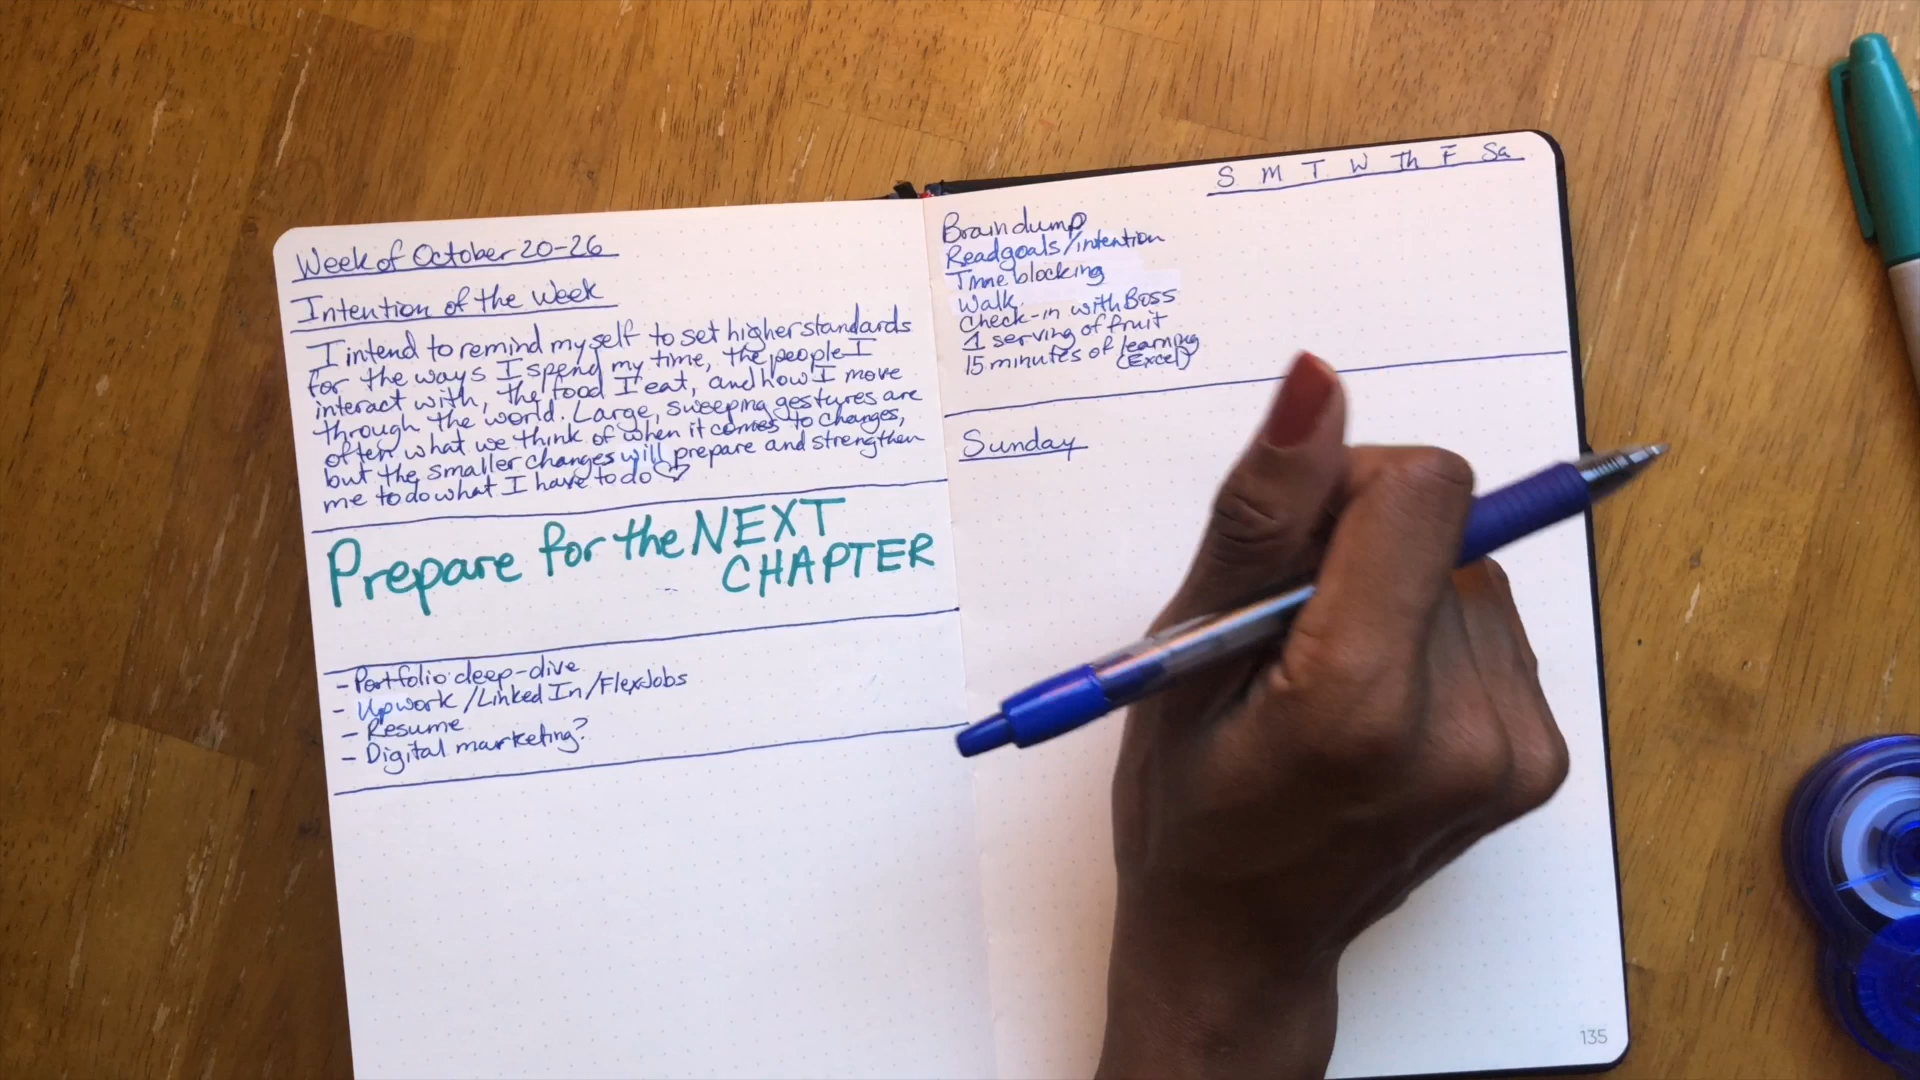 Week of October 20-26
Intention of the Week
I intend to remind myself to set higher standards
for the ways I spend my time, the people I
interact with, the food I eat, and how I move
through the world. Large, sweeping gestures are
often what we think of when it comes to changes,
but the smaller changes will prepare and strengthen
me to do what I have to do
Prepare for the NEXT
CHAPTER
- Portfolio deep-dive
- Upwork/LinkedIn/FlexJobs
- Resume
- Digital marketing?
S M T W Th F Sa
Braindump
Read goals/intention
Time blocking
Walk
Check-in with Boss
1 serving of fruit
15 minutes of learning
(Excel)
Sunday
135